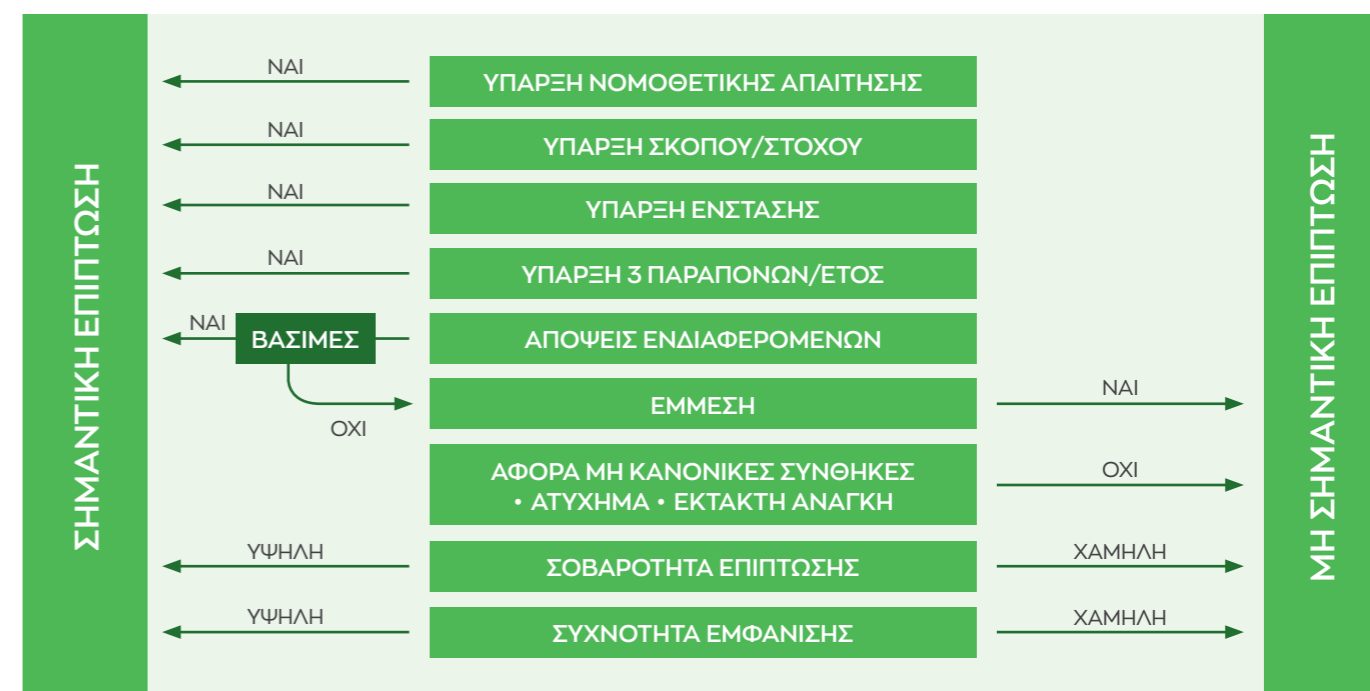 ΣΗΜΑΝΤΙΚΗ ΕΠΙΠΤΩΣΗ
ΝΑΙ
ΥΠΑΡΞΗ ΝΟΜΟΘΕΤΙΚΗΣ ΑΠΑΙΤΗΣΗΣ
ΝΑΙ
ΥΠΑΡΞΗ ΣΚΟΠΟΥ/ΣΤΟΧΟΥ
ΝΑΙ
ΥΠΑΡΞΗ ΕΝΣΤΑΣΗΣ
ΝΑΙ
ΥΠΑΡΞΗ 3 ΠΑΡΑΠΟΝΩΝ/ΕΤΟΣ
ΝΑΙ
ΒΑΣΙΜΕΣ
ΑΠΟΨΕΙΣ ΕΝΔΙΑΦΕΡΟΜΕΝΩΝ
ΟΧΙ
ΕΜΜΕΣΗ
ΝΑΙ
ΑΦΟΡΑ ΜΗ ΚΑΝΟΝΙΚΕΣ ΣΥΝΘΗΚΕΣ
• ΑΤΥΧΗΜΑ • ΕΚΤΑΚΤΗ ΑΝΑΓΚΗ
ΟΧΙ
ΥΨΗΛΗ
ΣΟΒΑΡΟΤΗΤΑ ΕΠΙΠΤΩΣΗΣ
ΧΑΜΗΛΗ
ΥΨΗΛΗ
ΣΥΧΝΟΤΗΤΑ ΕΜΦΑΝΙΣΗΣ
ΧΑΜΗΛΗ
ΜΗ ΣΗΜΑΝΤΙΚΗ ΕΠΙΠΤΩΣΗ